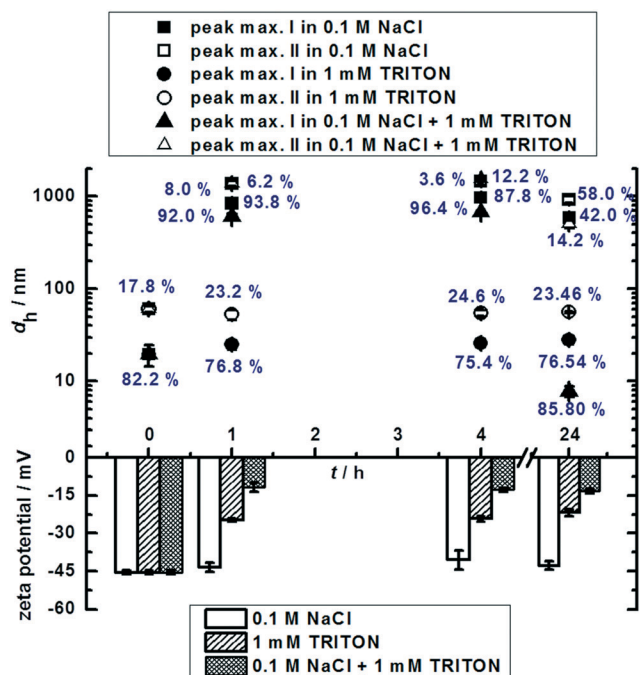 peak max. I in 0.1 M NaCl
peak max. II in 0.1 M NaCl
peak max. I in 1 mM TRITON
peak max. II in 1 mM TRITON
peak max. I in 0.1 M NaCl + 1 mM TRITON
peak max. II in 0.1 M NaCl + 1 mM TRITON
8.0 % 6.2 % 3.6 % 12.2 %
1000 92.0 % 93.8 % 96.4 % 87.8 % 58.0 %
42.0 %
14.2 %
dh / nm
100 17.8 % 23.2 % 24.6 % 23.46 %
82.2 % 76.8 % 75.4 % 76.54 %
10
85.80 %
0 1 2 3 4 24
t / h
zeta potential / mV
0
-15
-30
-45
-60
0.1 M NaCl
1 mM TRITON
0.1 M NaCl + 1 mM TRITON